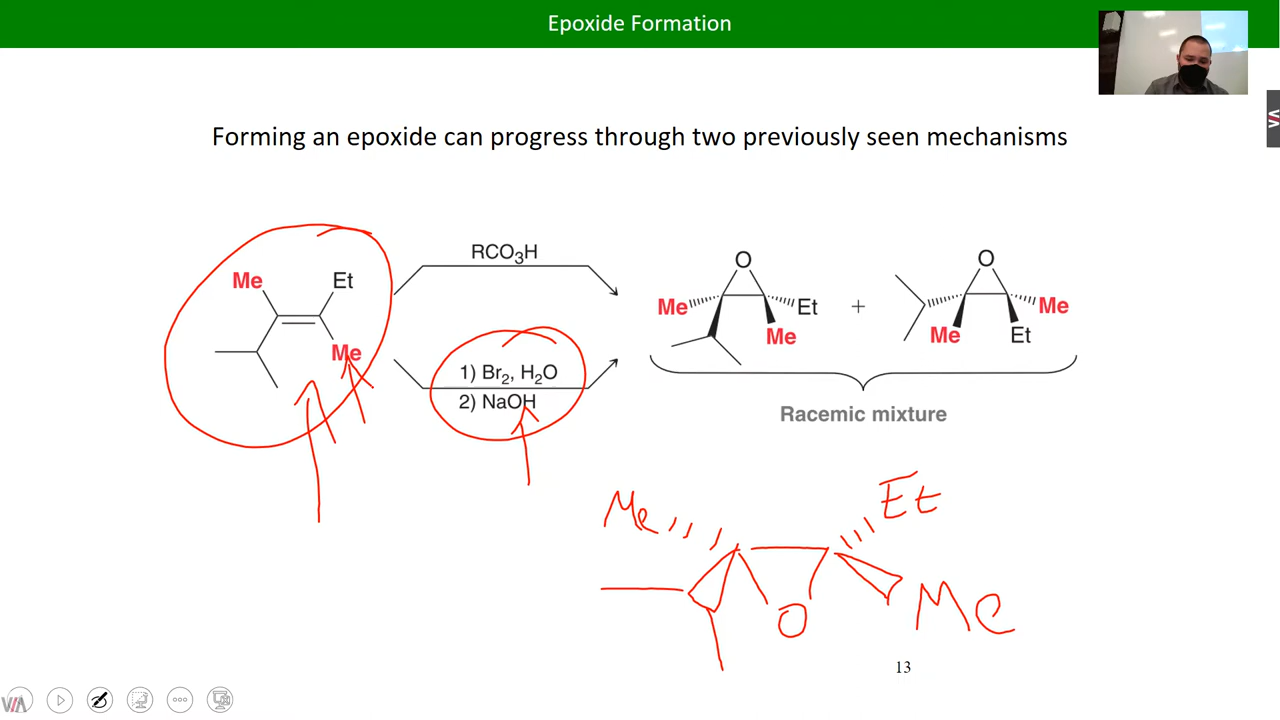 Epoxide Formation
Forming an epoxide can progress through two previously seen mechanisms
Me Et
Me
RCO3H
1) Br2, H2O
2) NaOH
O
Me Et
Me
+
O
Me
Me Et
Racemic mixture
Me Et
O Me
13